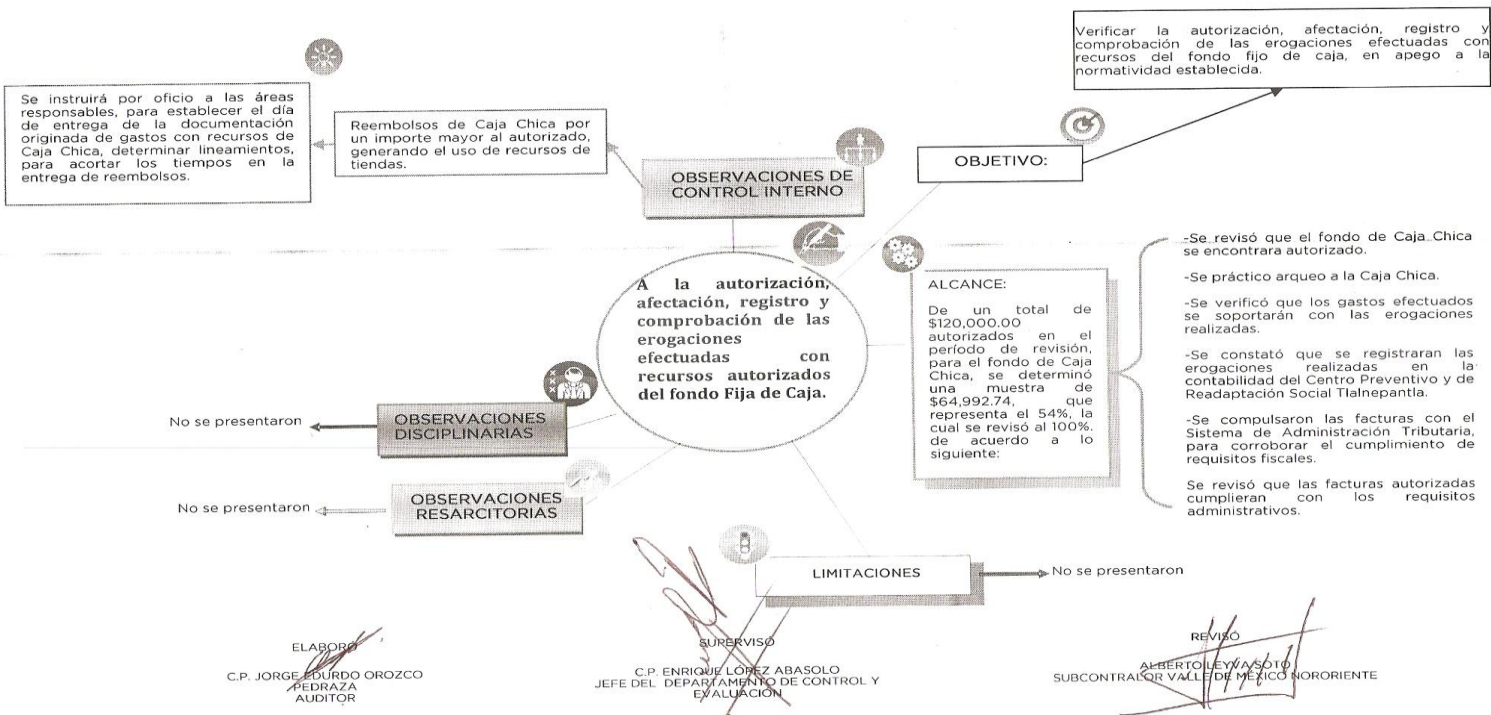 Verificar la autorización, afectación, registro y
comprobación de las erogaciones efectuadas con
recursos del fondo fijo de caja, en apego a la
normatividad establecida.
OBJETIVO:
Se instruirá por oficio a las áreas
responsables, para establecer el día
de entrega de la documentación
originada de gastos con recursos de
Caja Chica, determinar lineamientos,
para acortar los tiempos en la
entrega de reembolsos.
Reembolsos de Caja Chica por
un importe mayor al autorizado,
generando el uso de recursos de
tiendas.
OBSERVACIONES DE
CONTROL INTERNO
A la autorización,
afectación, registro y
comprobación de las
erogaciones
efectuadas con
recursos autorizados
del fondo Fija de Caja.
ALCANCE:
De un total de
$120,000.00
autorizados en el
período de revisión,
para el fondo de Caja
Chica, se determinó
una muestra de
$64,992.74, que
representa el 54%, la
cual se revisó al 100%.
de acuerdo a lo
siguiente:
-Se revisó que el fondo de Caja Chica
se encontrara autorizado.
-Se práctico arqueo a la Caja Chica.
-Se verificó que los gastos efectuados
se soportarán con las erogaciones
realizadas.
-Se constató que se registraran las
erogaciones realizadas en la
contabilidad del Centro Preventivo y de
Readaptación Social Tlalnepantla.
-Se compulsaron las facturas con el
Sistema de Administración Tributaria,
para corroborar el cumplimiento de
requisitos fiscales.
Se revisó que las facturas autorizadas
cumplieran con los requisitos
administrativos.
No se presentaron
OBSERVACIONES
DISCIPLINARIAS
No se presentaron
OBSERVACIONES
RESARCITORIAS
LIMITACIONES
No se presentaron
ELABORÓ
C.P. JORGE EDURDO OROZCO
PEDRAZA
AUDITOR
SUPERVISÓ
C.P. ENRIQUE LÓPEZ ABASOLO
JEFE DEL DEPARTAMENTO DE CONTROL Y
EVALUACIÓN
REVISÓ
ALBERTO LEYVA SOTO
SUBCONTRALOR VALLE DE MÉXICO NORORIENTE